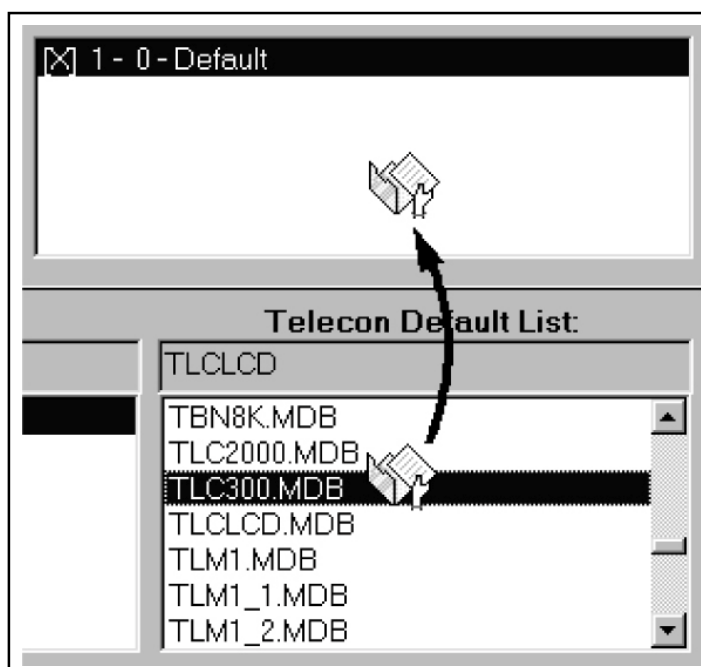 [X] 1 - 0 - Default
Telecon Default List:
TLCLCD
TBN8K.MDB
TLC2000.MDB
TLC300.MDB
TLCLCD.MDB
TLM1.MDB
TLM1_1.MDB
TLM1_2.MDB